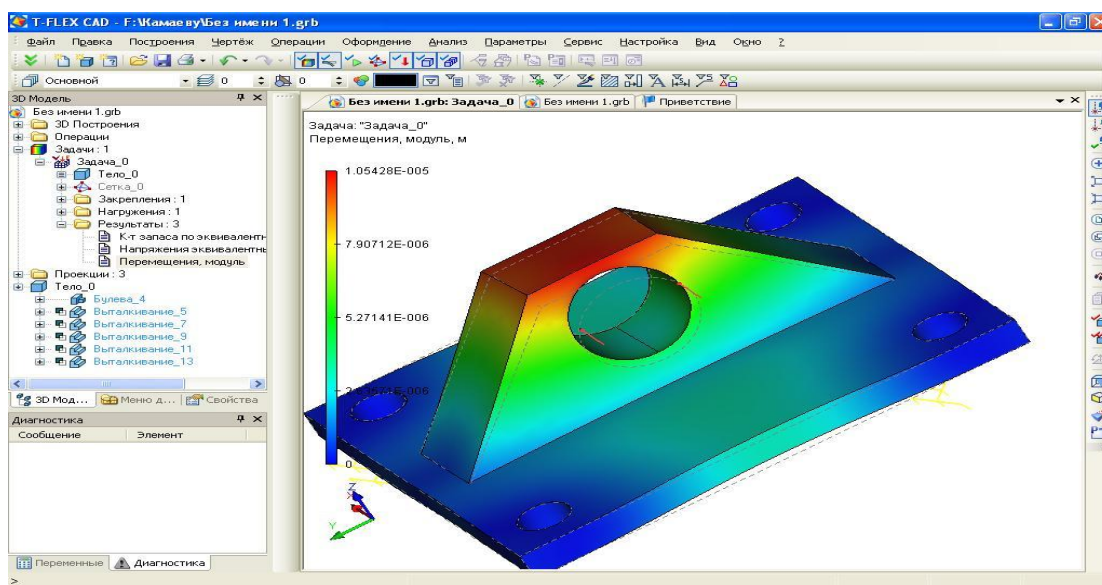 T-FLEX CAD - F:\Камаеву\Без имени 1.grb
Файл Правка Построения Чертёж Операции Оформление Анализ Параметры Сервис Настройка Вид Окно ?
Основной 0 0
3D Модель
Без имени 1.grb
3D Построения
Операции
Задачи : 1
Задача_0
Тело_0
Сетка_0
Закрепления : 1
Нагружения : 1
Результаты : 3
К-т запаса по эквивалентн
Напряжения эквивалентнь
Перемещения, модуль
Проекции : 3
Тело_0
Булева_4
Выталкивание_5
Выталкивание_7
Выталкивание_9
Выталкивание_11
Выталкивание_13
3D Мод... Меню д... Свойства
Диагностика
Сообщение Элемент
Переменные Диагностика
>
Без имени 1.grb: Задача_0 Без имени 1.grb Приветствие
Задача: "Задача_0"
Перемещения, модуль, м
1.05428E-005
7.90712E-006
5.27141E-006
0
Z
Y